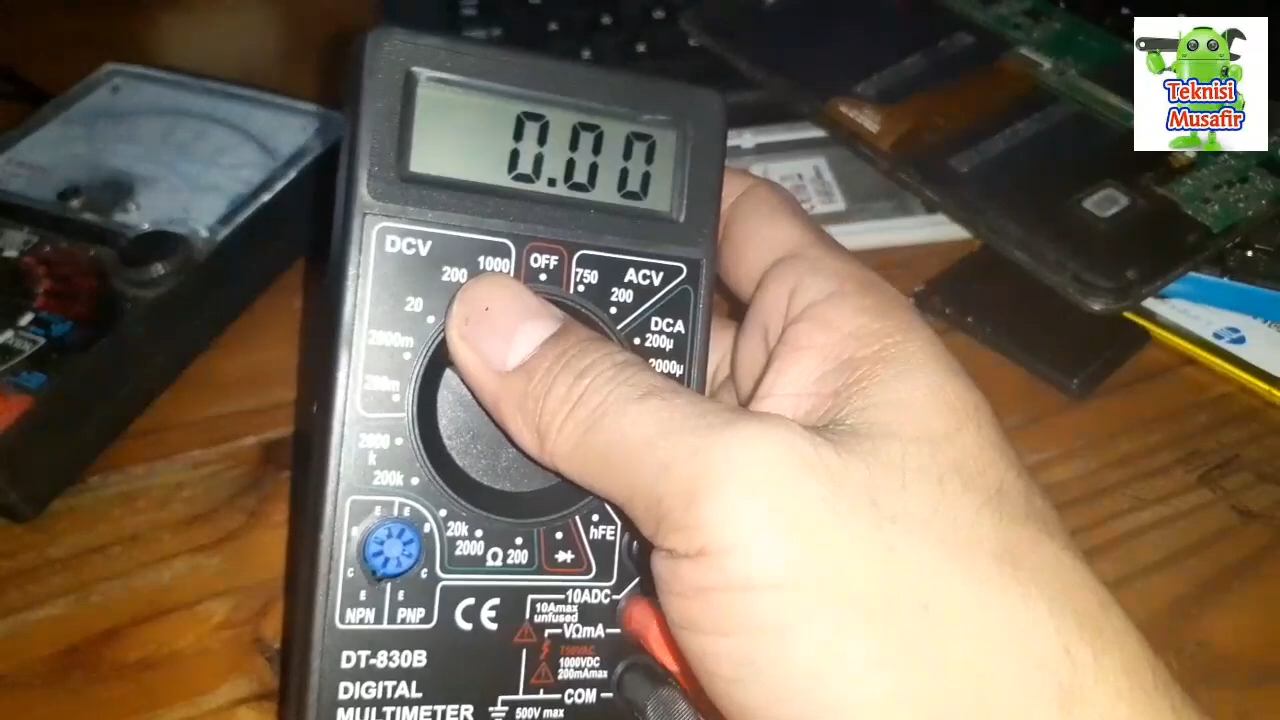 Teknisi
Musafir
0.00
DCV
OFF
ACV
1000
750
200
200
20
DCA
200µ
2000m
2000µ
200m
2000
k
200k
20k
2000
Ω
200
hFE
E
E
B
B
C
C
E
E
NPN
PNP
CE
10ADC
10Amax
unfused
VΩmA
750VAC
1000VDC
200mAmax
COM
500V max
DT-830B
DIGITAL
MULTIMETER